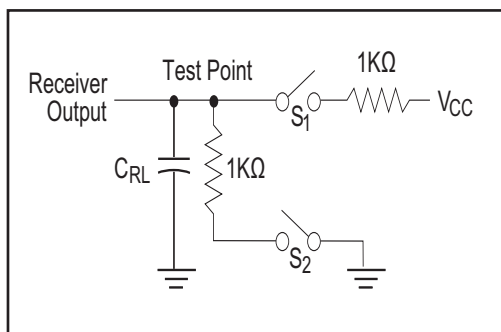 Receiver
Output
Test Point
1KΩ
S1
VCC
CRL
1KΩ
S2